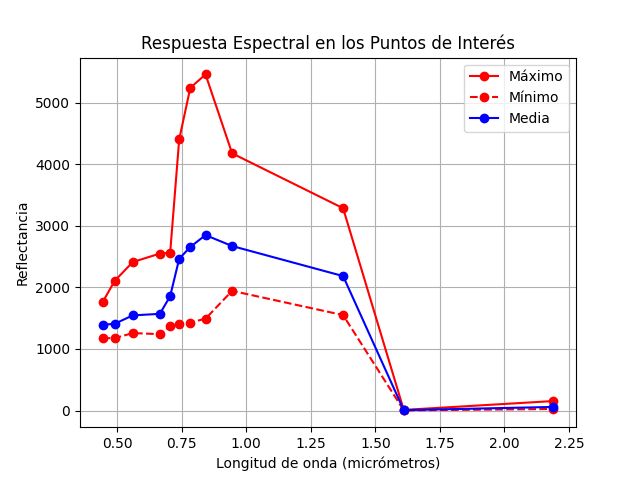 Respuesta Espectral en los Puntos de Interés
Máximo
Mínimo
Media
Reflectancia
5000
4000
3000
2000
1000
0
0.50 0.75 1.00 1.25 1.50 1.75 2.00 2.25
Longitud de onda (micrómetros)